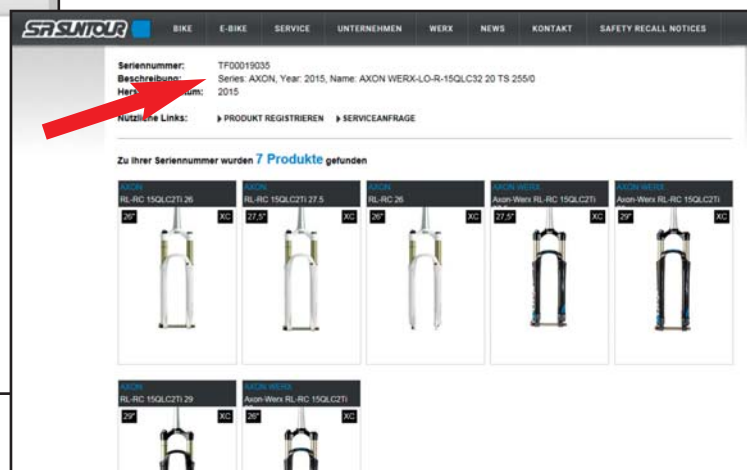 SR SUNTOUR
BIKE E-BIKE SERVICE UNTERNEHMEN WERX NEWS KONTAKT SAFETY RECALL NOTICES
Seriennummer: TF00019035
Beschreibung: Series: AXON, Year: 2015, Name: AXON WERX-LO-R-15QLC32 20 TS 255/0
2015
Nützliche Links: PRODUKT REGISTRIEREN SERVICEANFRAGE
Zu Ihrer Seriennummer wurden 7 Produkte gefunden
AXON AXON AXON AXON WERX AXON WERX
RL-RC 15QLC2Ti 26 RL-RC 15QLC2Ti 27.5 RL-RC 26 Axon-Werx RL-RC 15QLC2Ti Axon-Werx RL-RC 15QLC2Ti
26" XC 27,5" XC 26" XC 27,5" XC 29" XC
AXON AXON WERX
RL-RC 15QLC2Ti 29 Axon-Werx RL-RC 15QLC2Ti
29" XC 26" XC